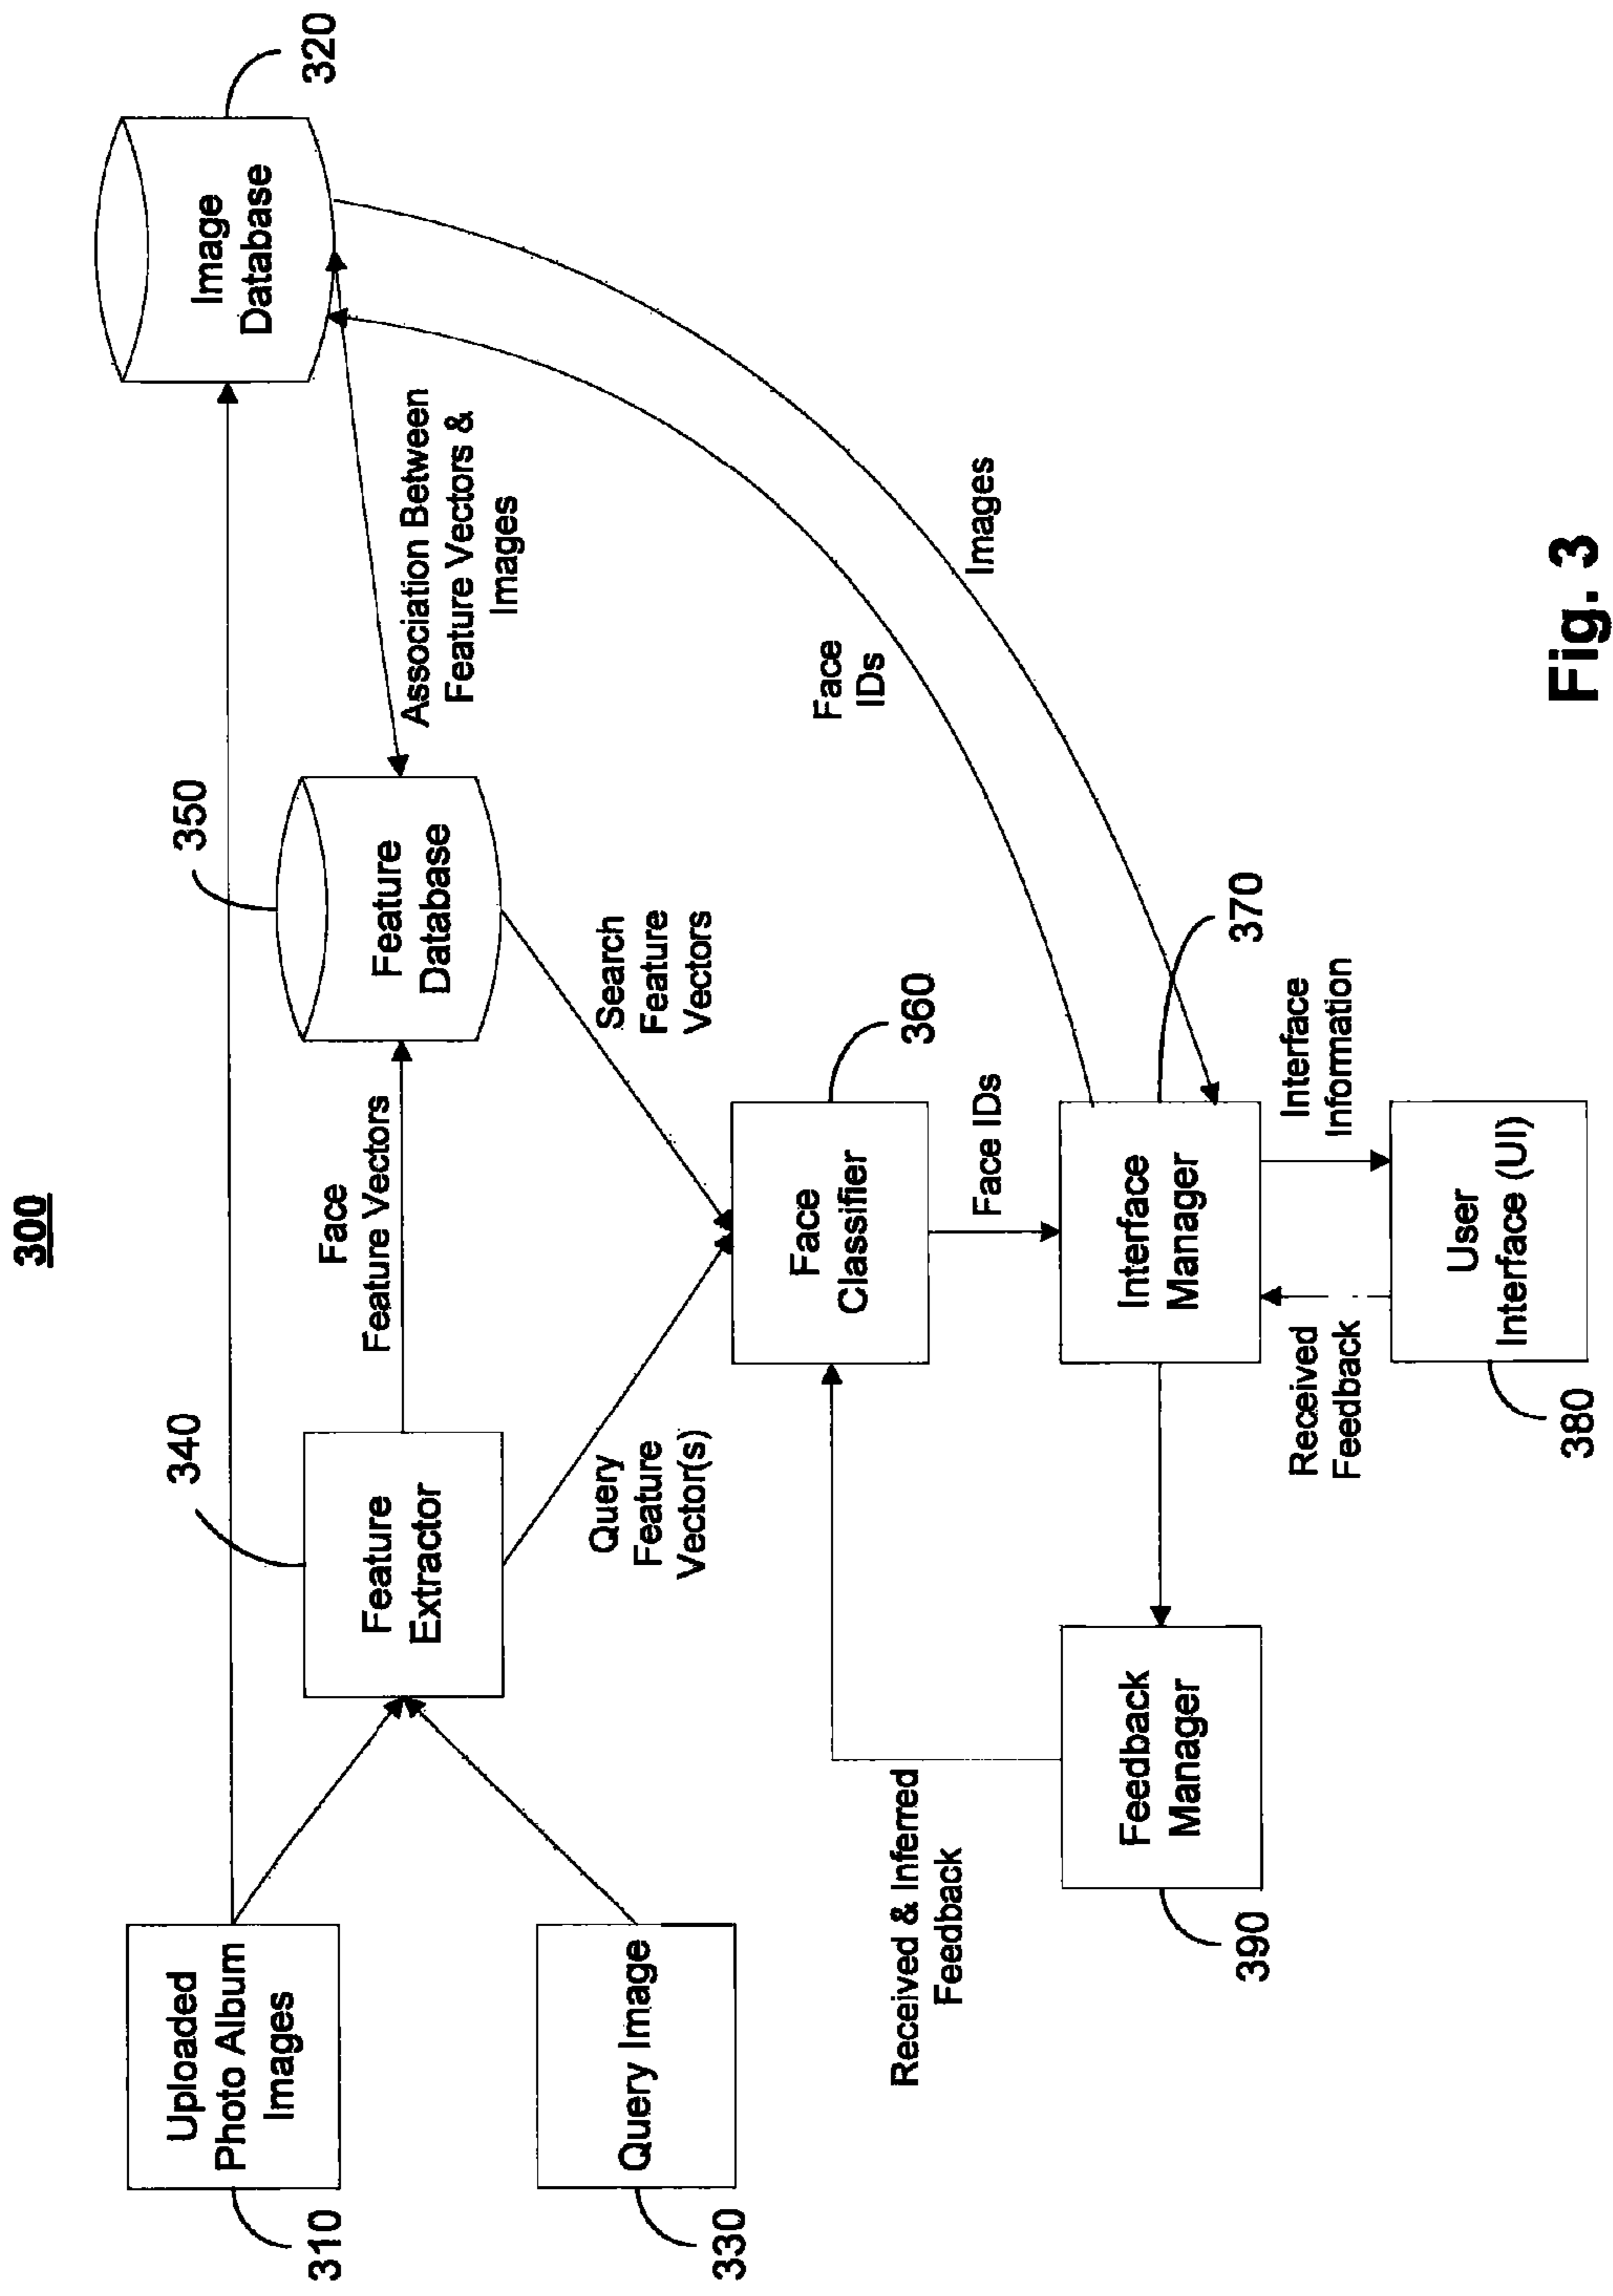 300
320
Image
Database
350
Association Between
Feature Vectors &
Images
Feature
Database
Face
Feature Vectors
340
Feature
Extractor
Uploaded
Photo Album
Images
310
Query Image
330
Query
Feature
Vector(s)
Search
Feature
Vectors
360
Face
Classifier
Face IDs
Face
IDs
Images
370
Interface
Manager
Interface
Information
Received
Feedback
User
Interface (UI)
380
Received & Inferred
Feedback
Feedback
Manager
390
Fig. 3